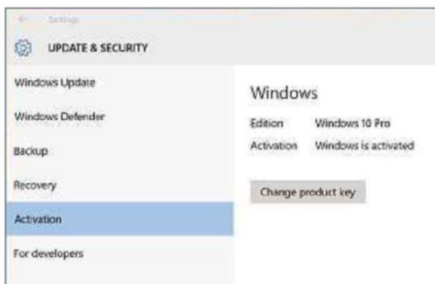 Settings
UPDATE & SECURITY
Windows Update
Windows Defender
Backup
Recovery
Activation
For developers
Windows
Edition Windows 10 Pro
Activation Windows is activated
Change product key